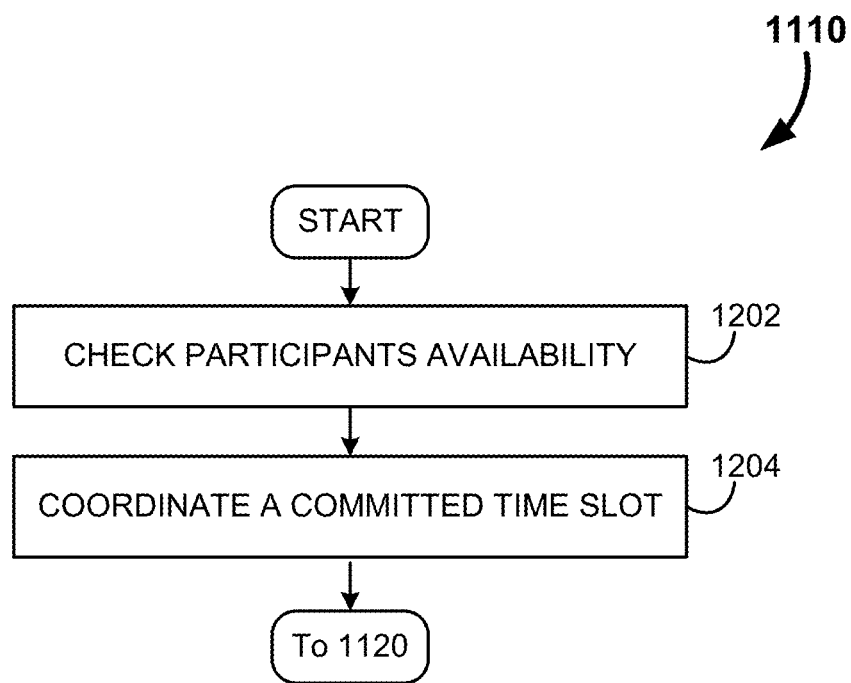 1110
START
CHECK PARTICIPANTS AVAILABILITY
1202
COORDINATE A COMMITTED TIME SLOT
1204
To 1120